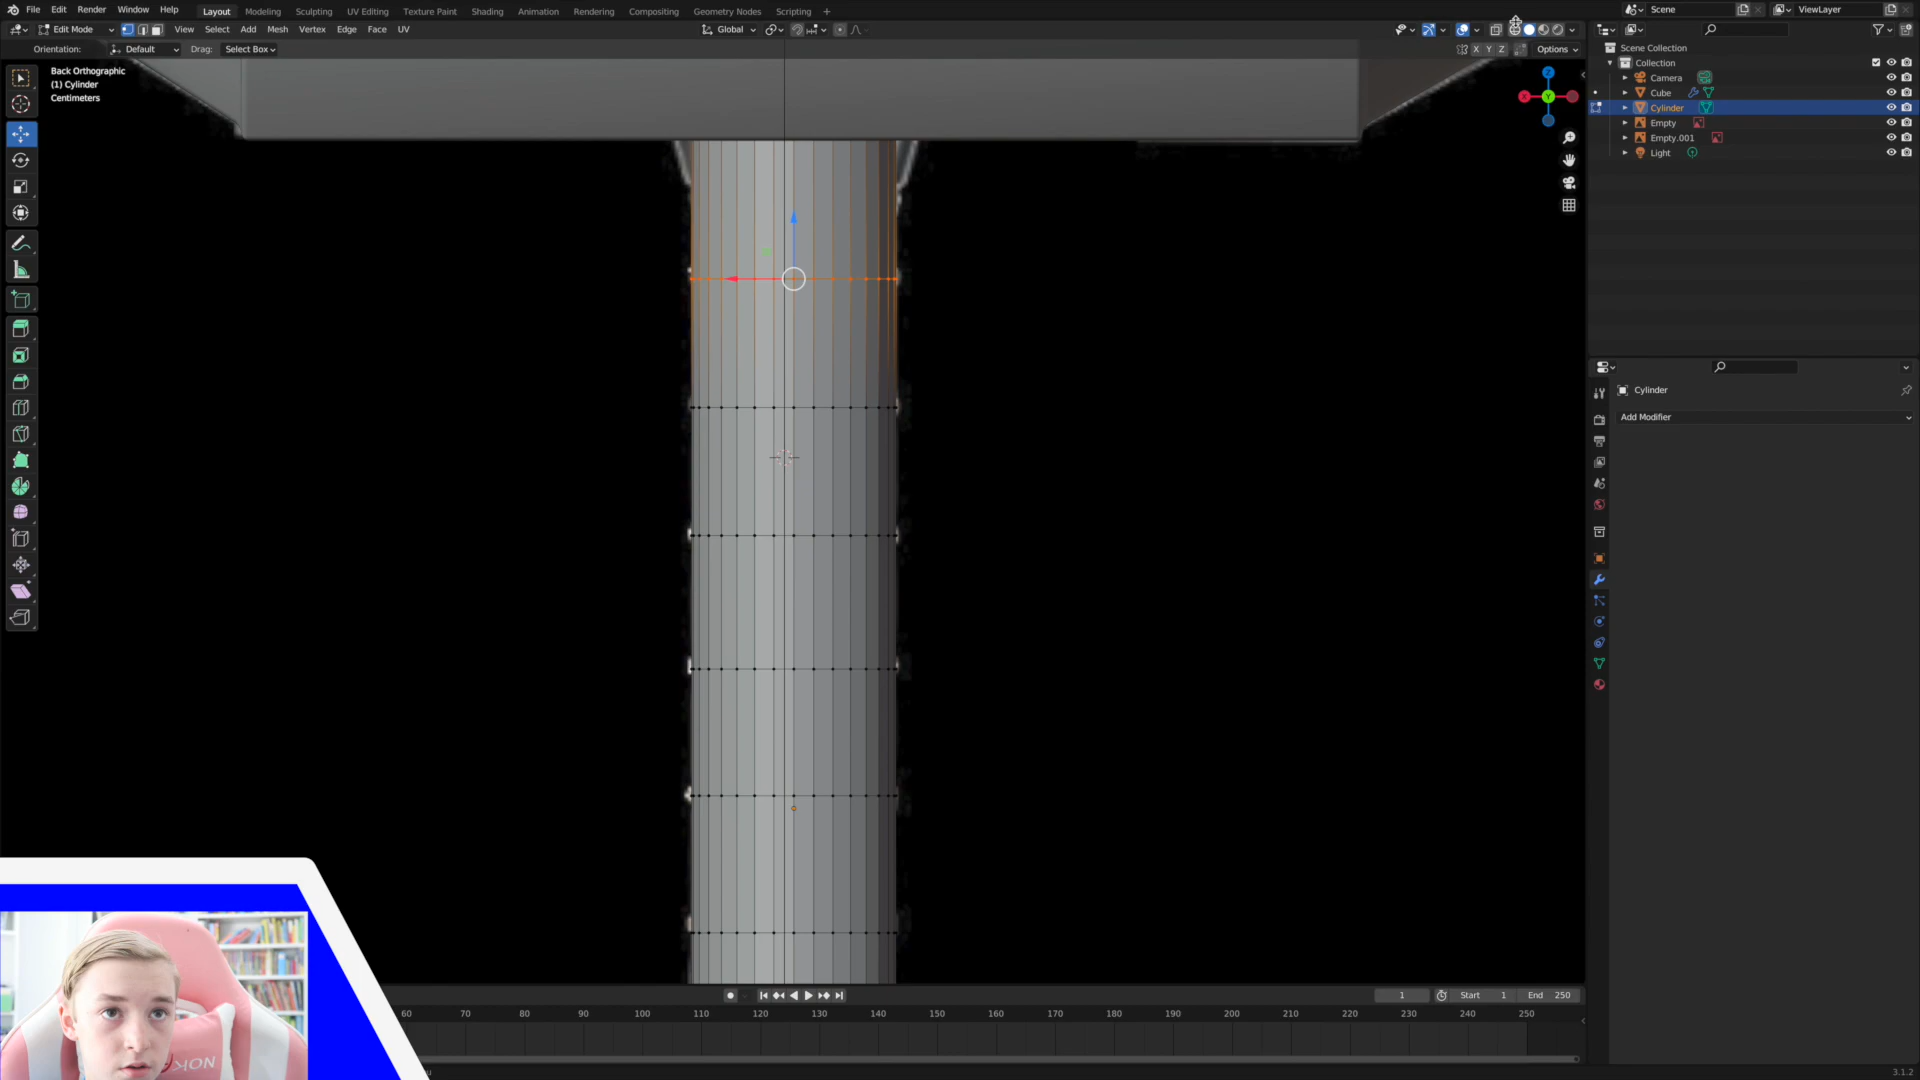 File Edit Render Window Help Layout Modeling Sculpting UV Editing Texture Paint Shading Animation Rendering Compositing Geometry Nodes Scripting + Scene ViewLayer
Edit Mode View Select Add Mesh Vertex Edge Face UV Global
Orientation: Default Drag: Select Box X Y Z Options
Back Orthographic
(1) Cylinder
Centimeters
Z
X
Y
Scene Collection
Collection
Camera
Cube
Cylinder
Empty
Empty.001
Light
Cylinder
Add Modifier
1 Start 1 End 250
60 70 80 90 100 110 120 130 140 150 160 170 180 190 200 210 220 230 240 250
NOK
3.1.2